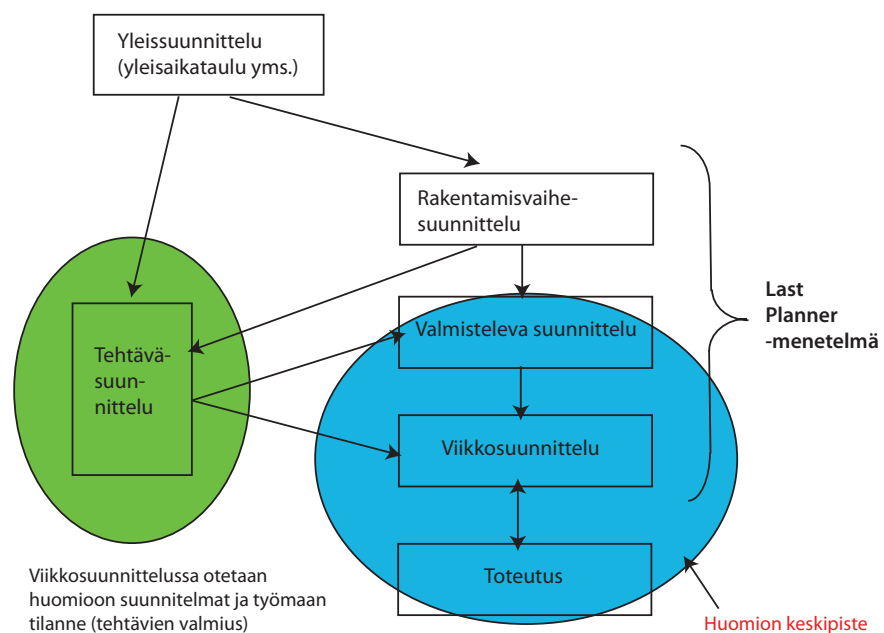 Yleissuunnittelu
(yleisaikataulu yms.)
Rakentamisvaihe-
suunnittelu
Last
Planner
-menetelmä
Valmisteleva suunnittelu
Tehtävä-
suun-
nittelu
Viikkosuunnittelu
Toteutus
Viikkosuunnittelussa otetaan
huomioon suunnitelmat ja työmaan
tilanne (tehtävien valmius)
Huomion keskipiste